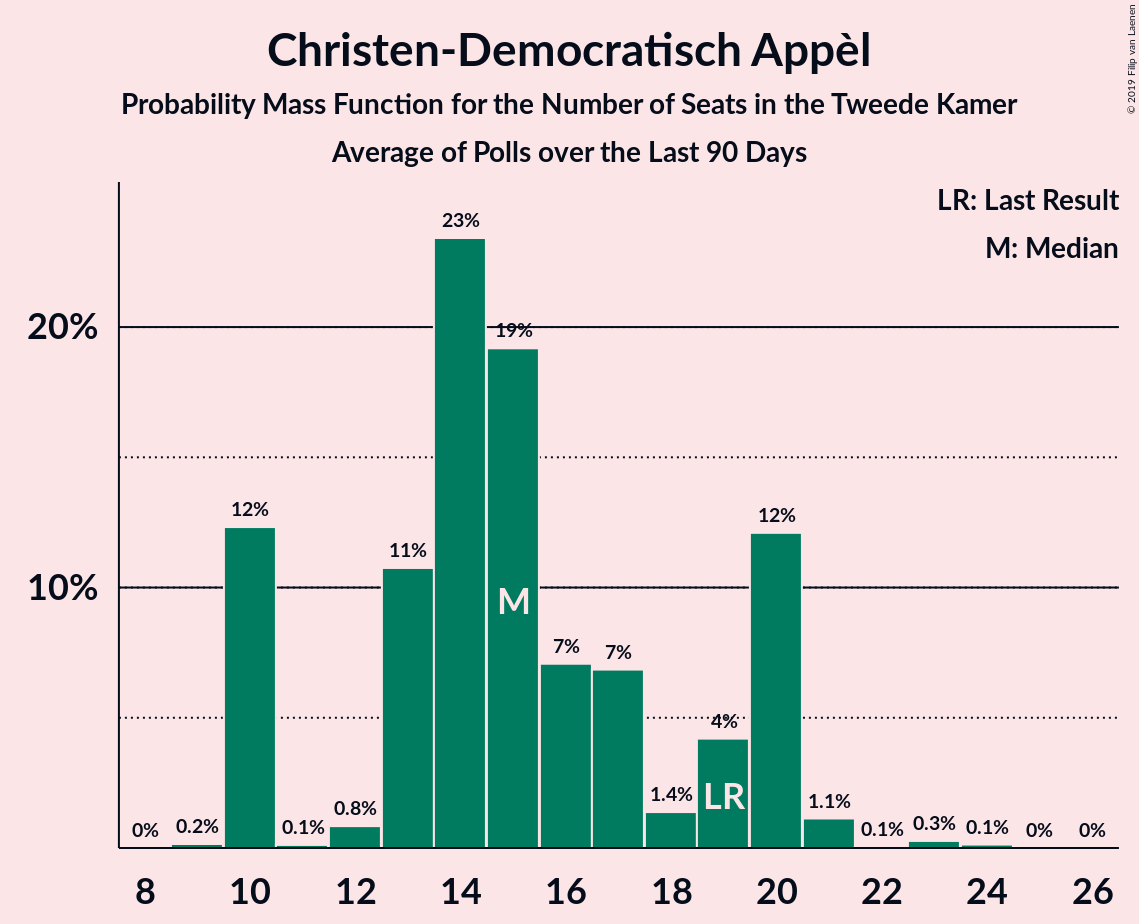 Christen-Democratisch Appèl
Probability Mass Function for the Number of Seats in the Tweede Kamer
Average of Polls over the Last 90 Days
© 2019 Filip van Laenen
LR: Last Result
M: Median
20%
10%
0%
0.2%
12%
0.1%
0.8%
11%
23%
19%
7%
7%
1.4%
4%
12%
1.1%
0.1%
0.3%
0.1%
0%
0%
M
LR
8 10 12 14 16 18 20 22 24 26